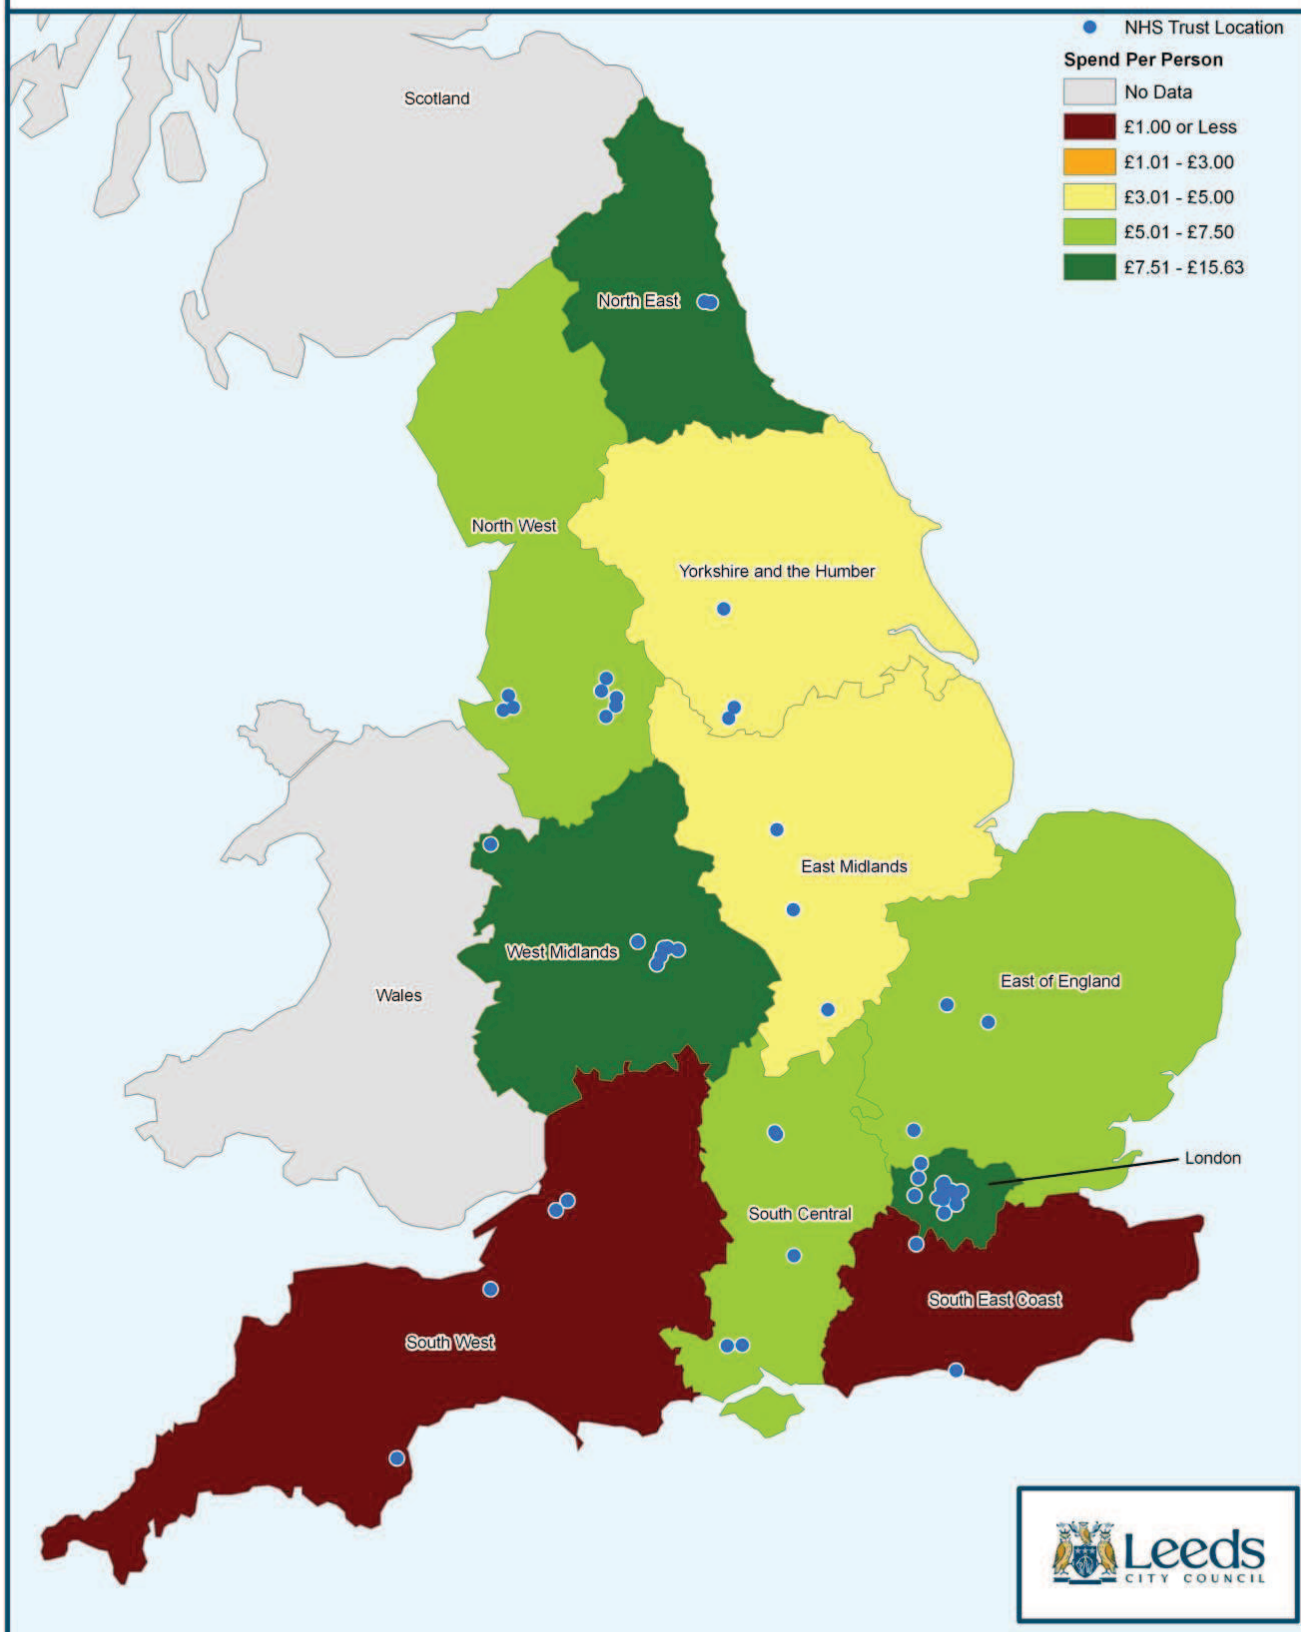 NHS Trust Location
Spend Per Person
No Data
£1.00 or Less
£1.01 - £3.00
£3.01 - £5.00
£5.01 - £7.50
£7.51 - £15.63
Scotland
North East
North West
Yorkshire and the Humber
East Midlands
West Midlands
Wales
East of England
London
South Central
South East Coast
South West
Leeds
CITY COUNCIL